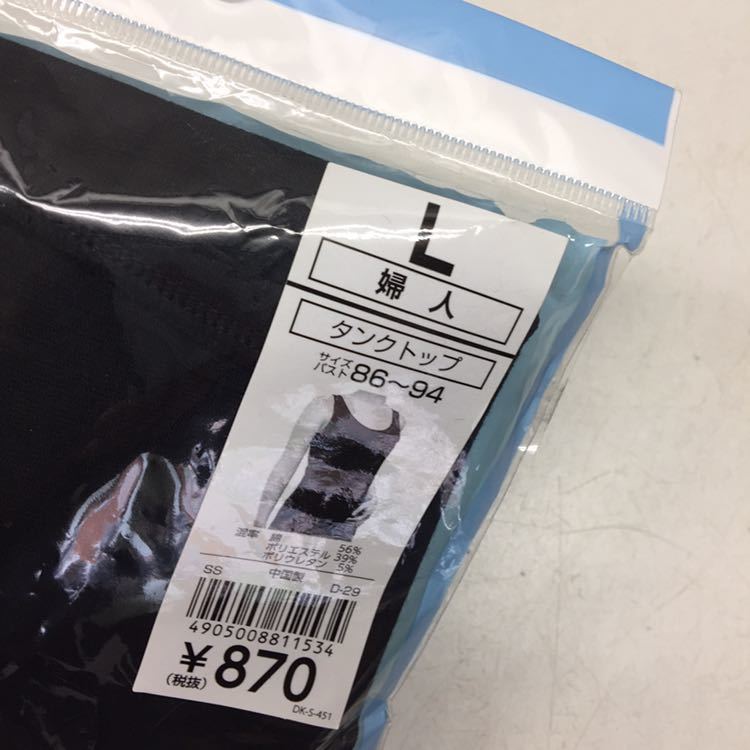 L
婦人
タンクトップ
サイズ
バスト 86〜94
混率 綿 56%
ポリエステル 39%
ポリウレタン 5%
SS 中国製 D-29
4905008811534
¥870
(税抜)
DK-S-451